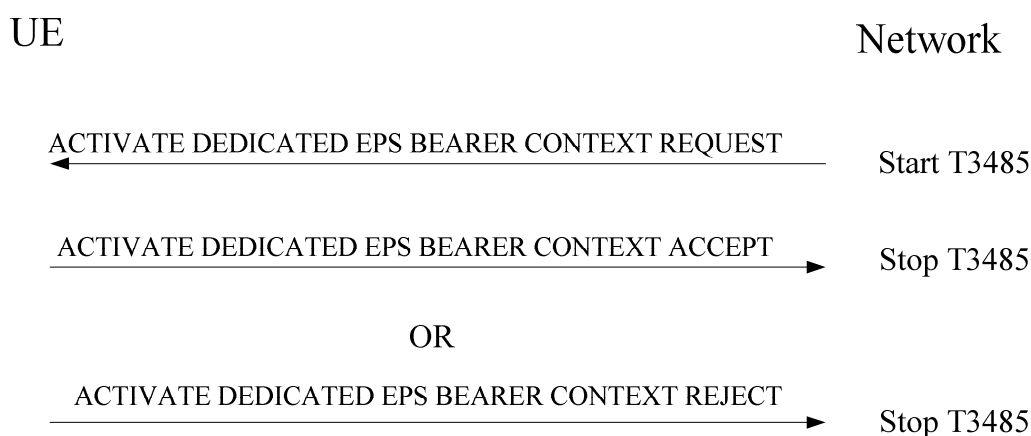 UE
Network
ACTIVATE DEDICATED EPS BEARER CONTEXT REQUEST
Start T3485
ACTIVATE DEDICATED EPS BEARER CONTEXT ACCEPT
Stop T3485
OR
ACTIVATE DEDICATED EPS BEARER CONTEXT REJECT
Stop T3485